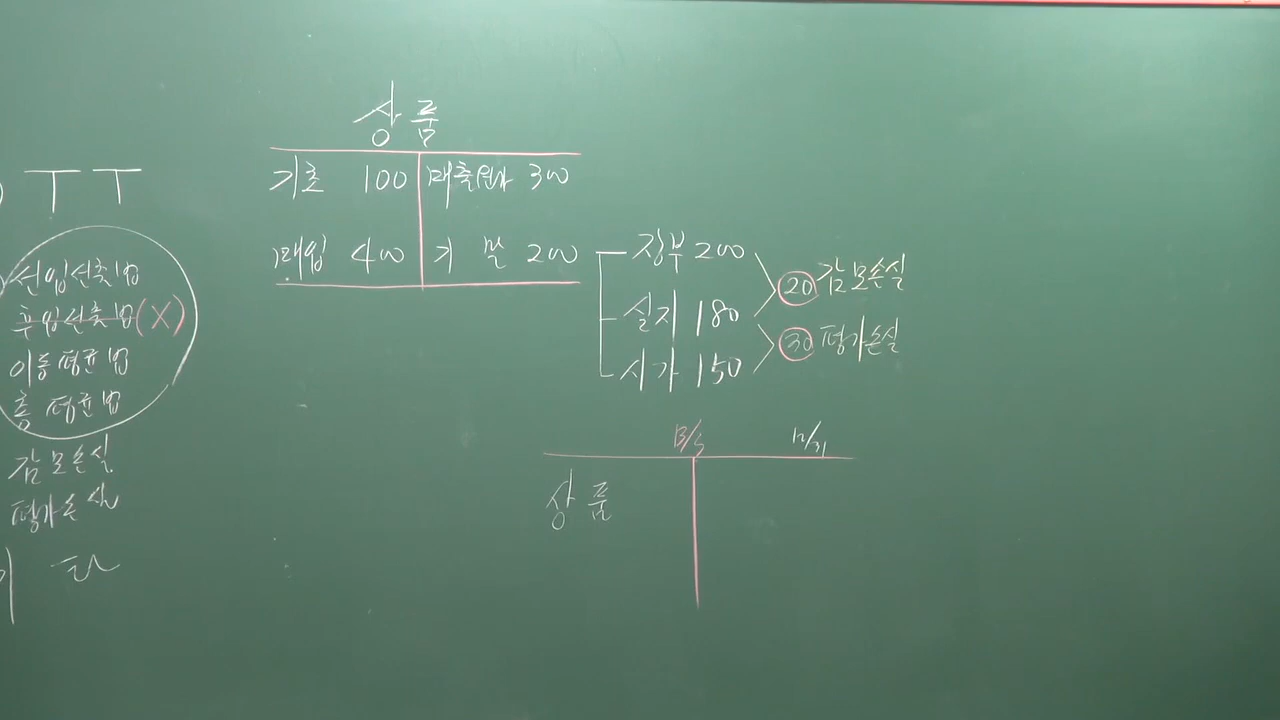 TT
선입선출법
후입선출법(X)
이동평균법
총평균법
감모손실
평가손실
기타
상품
기초 100 매출원가 300
매입 400 기말 200
장부 200
실지 180
시가 150
20 감모손실
30 평가손실
B/S 12/31
상품